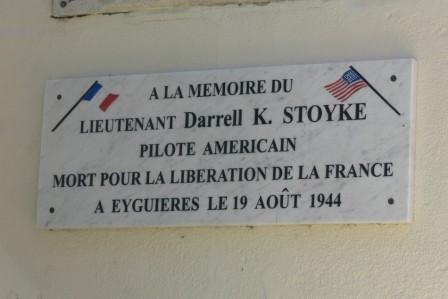 A LA MEMOIRE DU
LIEUTENANT Darrell K. STOYKE
PILOTE AMERICAIN
MORT POUR LA LIBERATION DE LA FRANCE
A EYGUIERES LE 19 AOÛT 1944